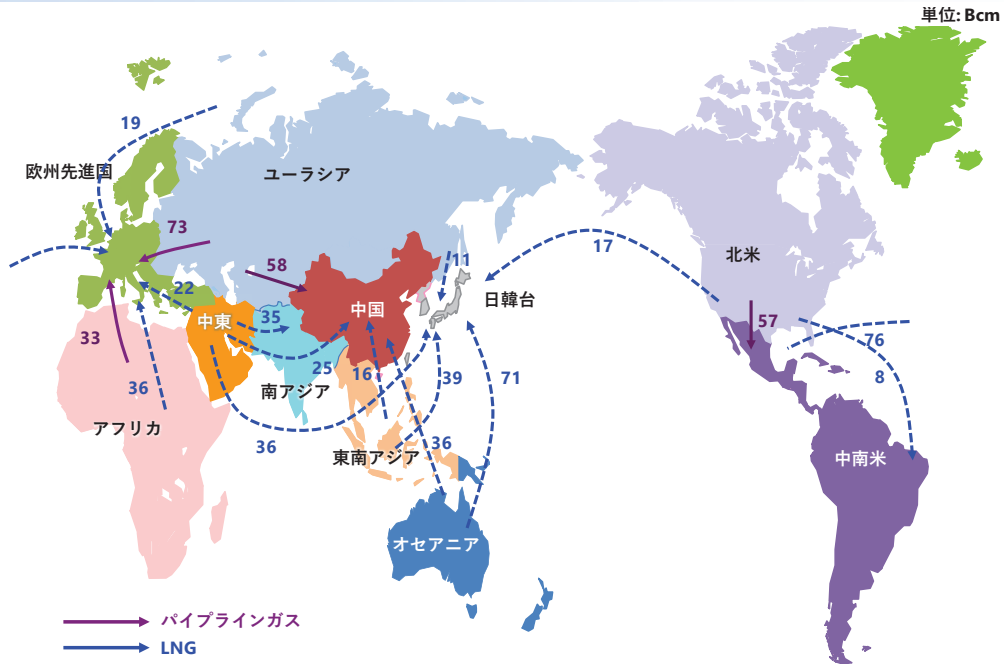 単位: Bcm
19
欧州先進国
ユーラシア
73
58
11
17
北米
日韓台
22
中東
35
中国
57
33
25
16
39
71
76
8
36
南アジア
アフリカ
36
東南アジア
36
中南米
オセアニア
パイプラインガス
LNG